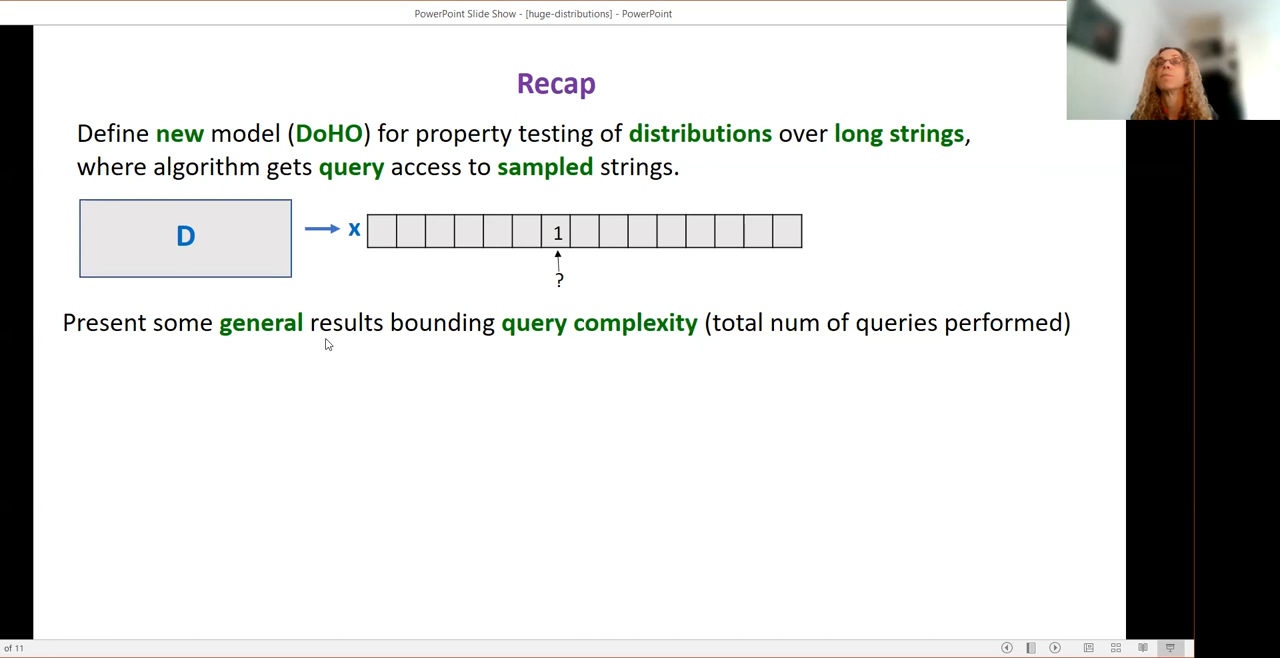 PowerPoint Slide Show - [huge-distributions] - PowerPoint
Recap
Define new model (DoHO) for property testing of distributions over long strings,
where algorithm gets query access to sampled strings.
D
x
1
?
Present some general results bounding query complexity (total num of queries performed)
of 11